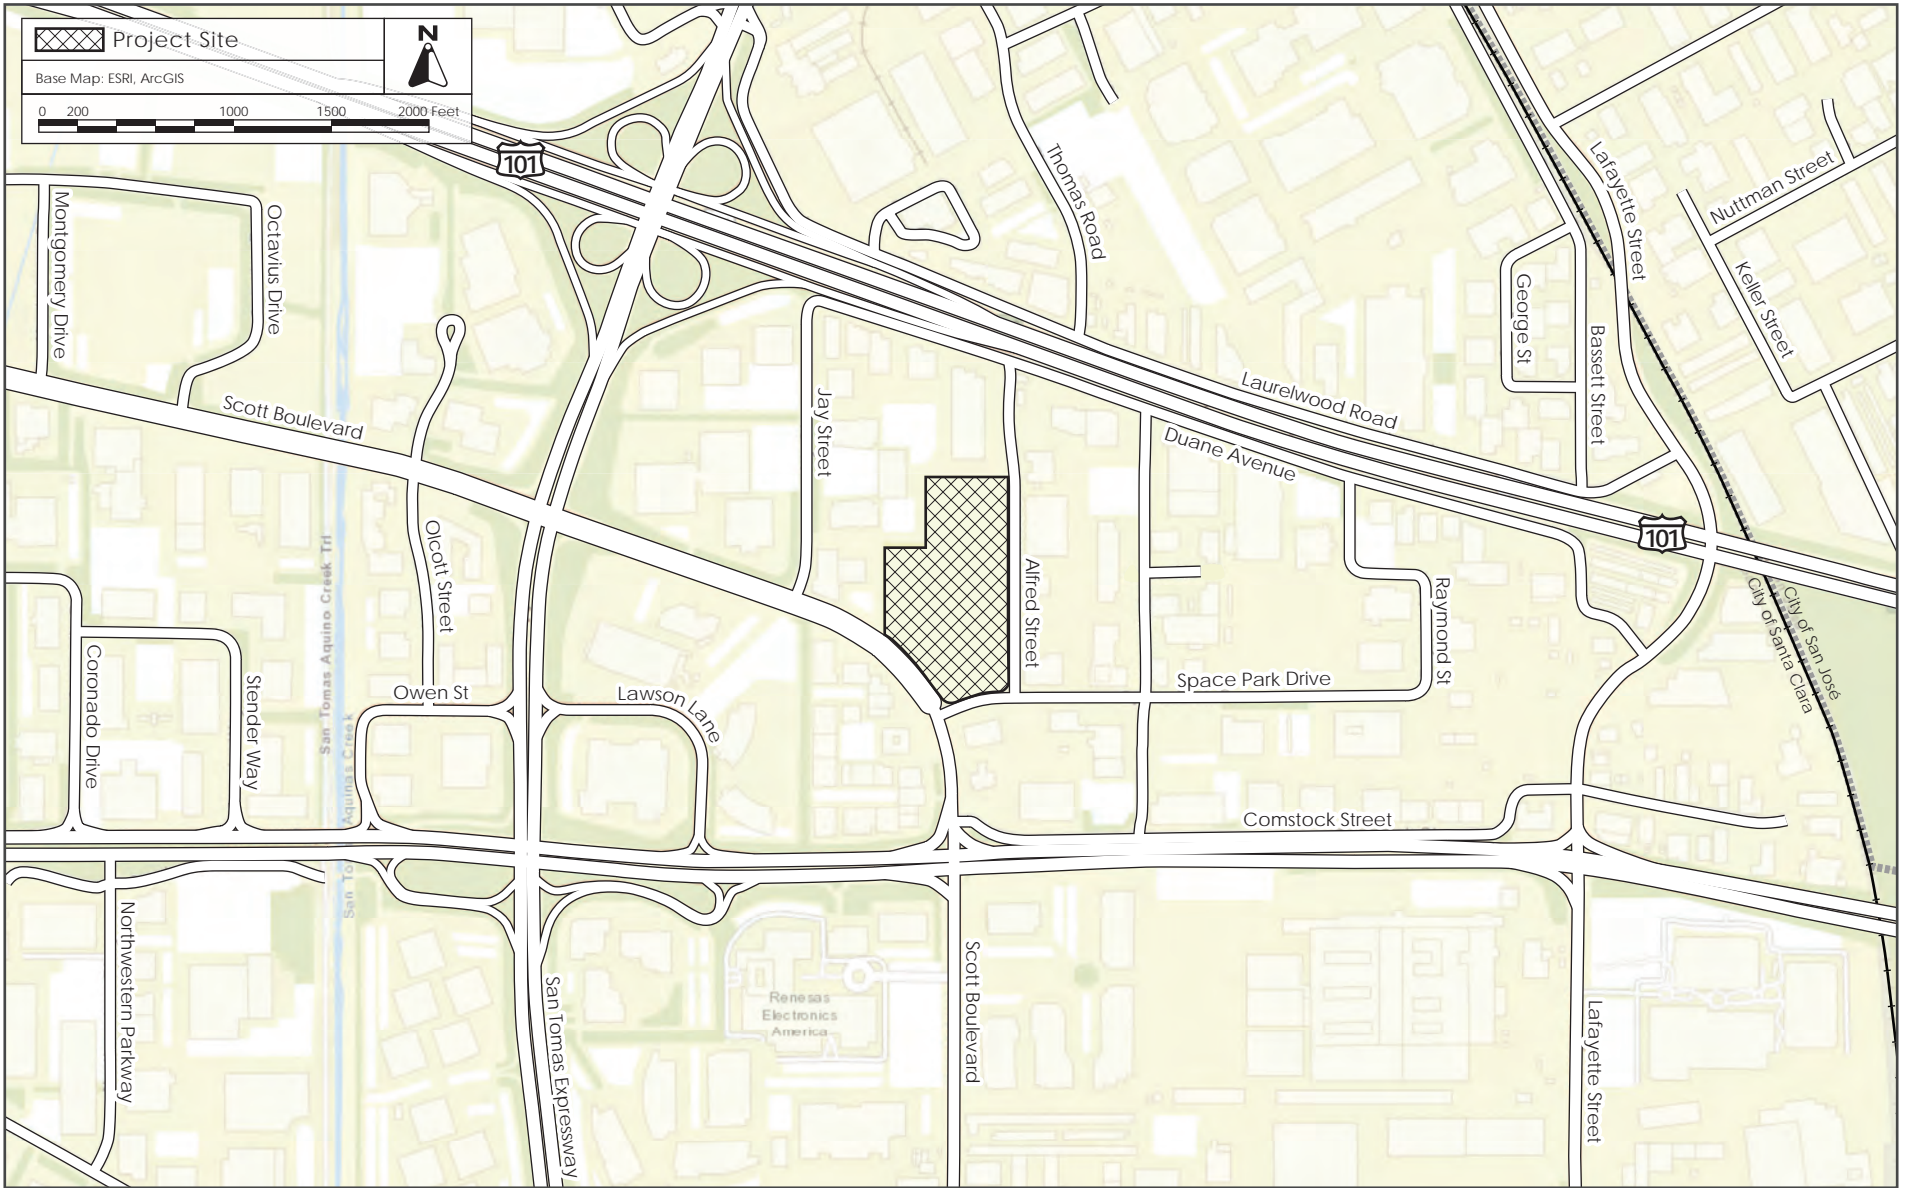 Project Site
N
Base Map: ESRI, ArcGIS
0 200 1000 1500 2000 Feet
101
Montgomery Drive
Octavius Drive
Thomas Road
Lafayette Street
Nuttman Street
Keller Street
George St
Bassett Street
Scott Boulevard
Jay Street
Laurelwood Road
Duane Avenue
101
Olcott Street
Alfred Street
Raymond St
City of San José
City of Santa Clara
San Tomas Aquino Creek Trl
Coronado Drive
Stender Way
Owen St
Lawson Lane
Space Park Drive
Comstock Street
Northwestern Parkway
San Tomas Expressway
Renesas
Electronics
America
Scott Boulevard
Lafayette Street